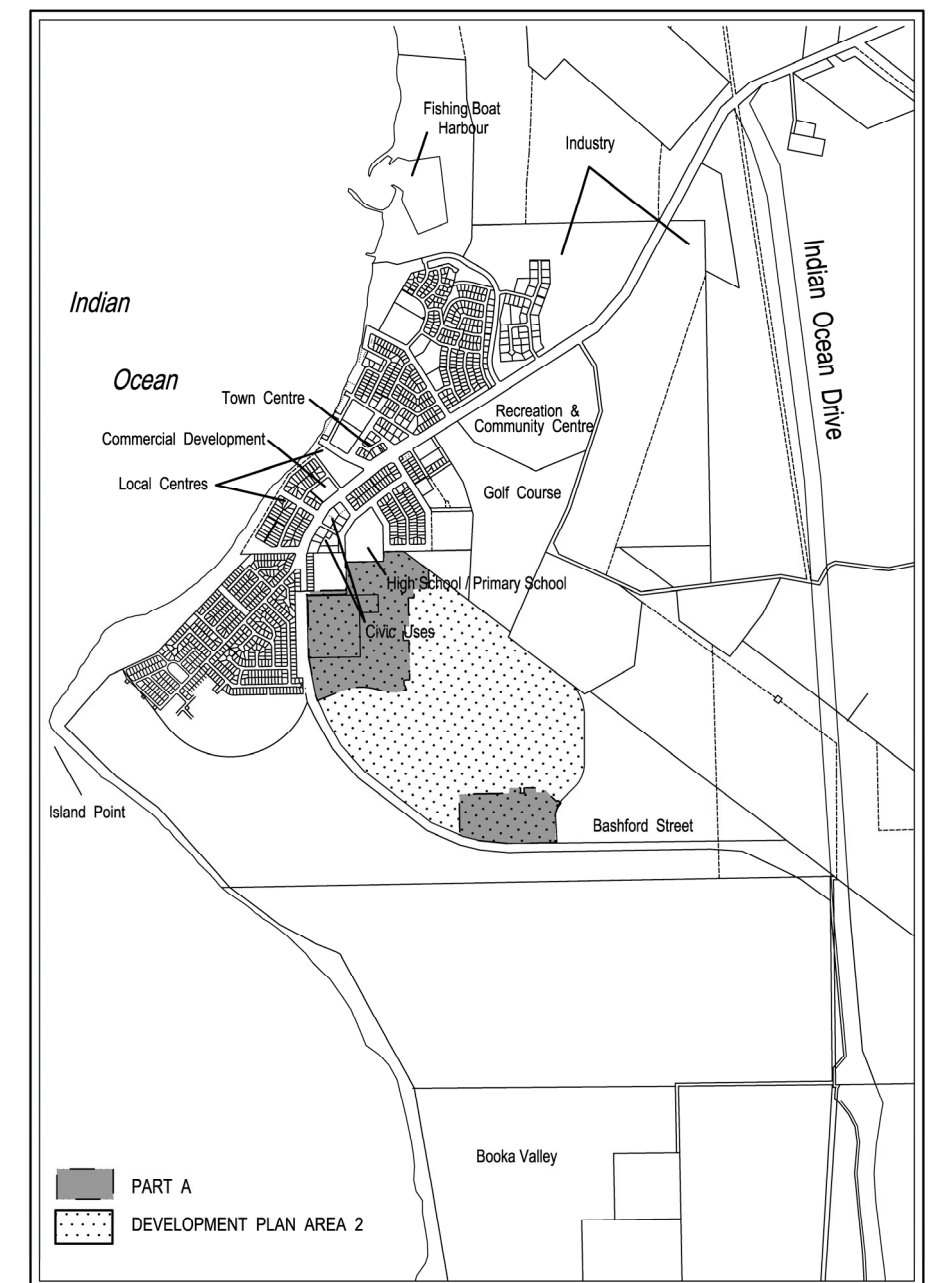 Fishing Boat
Harbour
Industry
Indian
Ocean
Indian Ocean Drive
Town Centre
Recreation &
Community Centre
Commercial Development
Local Centres
Golf Course
High School / Primary School
Civic Uses
Island Point
Bashford Street
Booka Valley
PART A
DEVELOPMENT PLAN AREA 2